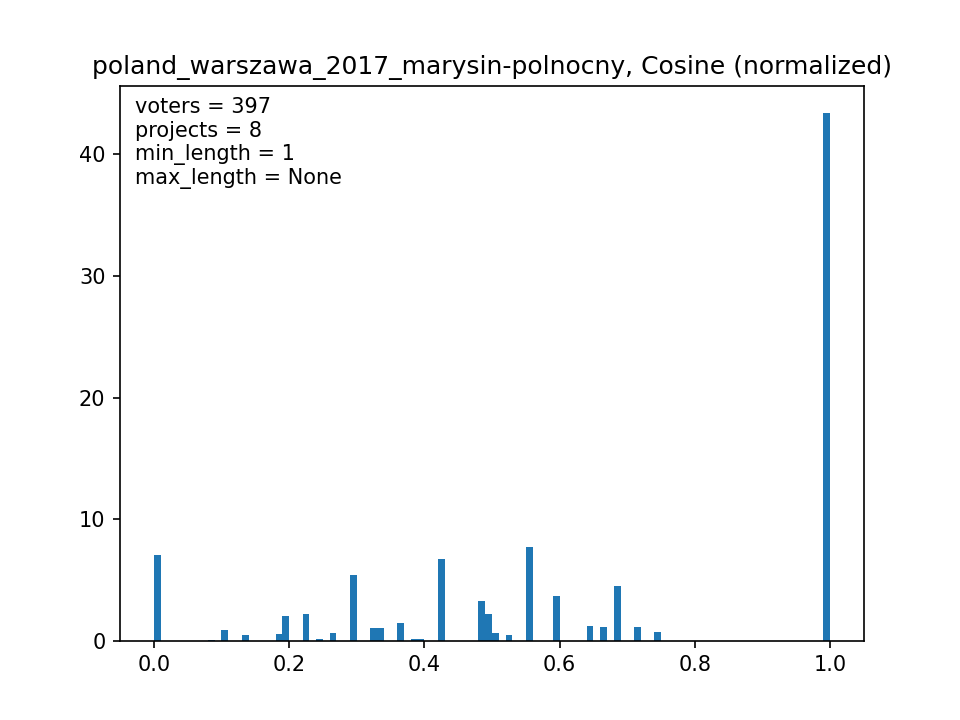 poland_warszawa_2017_marysin-polnocny, Cosine (normalized)
voters = 397
projects = 8
min_length = 1
max_length = None
40
30
20
10
0
0.0 0.2 0.4 0.6 0.8 1.0